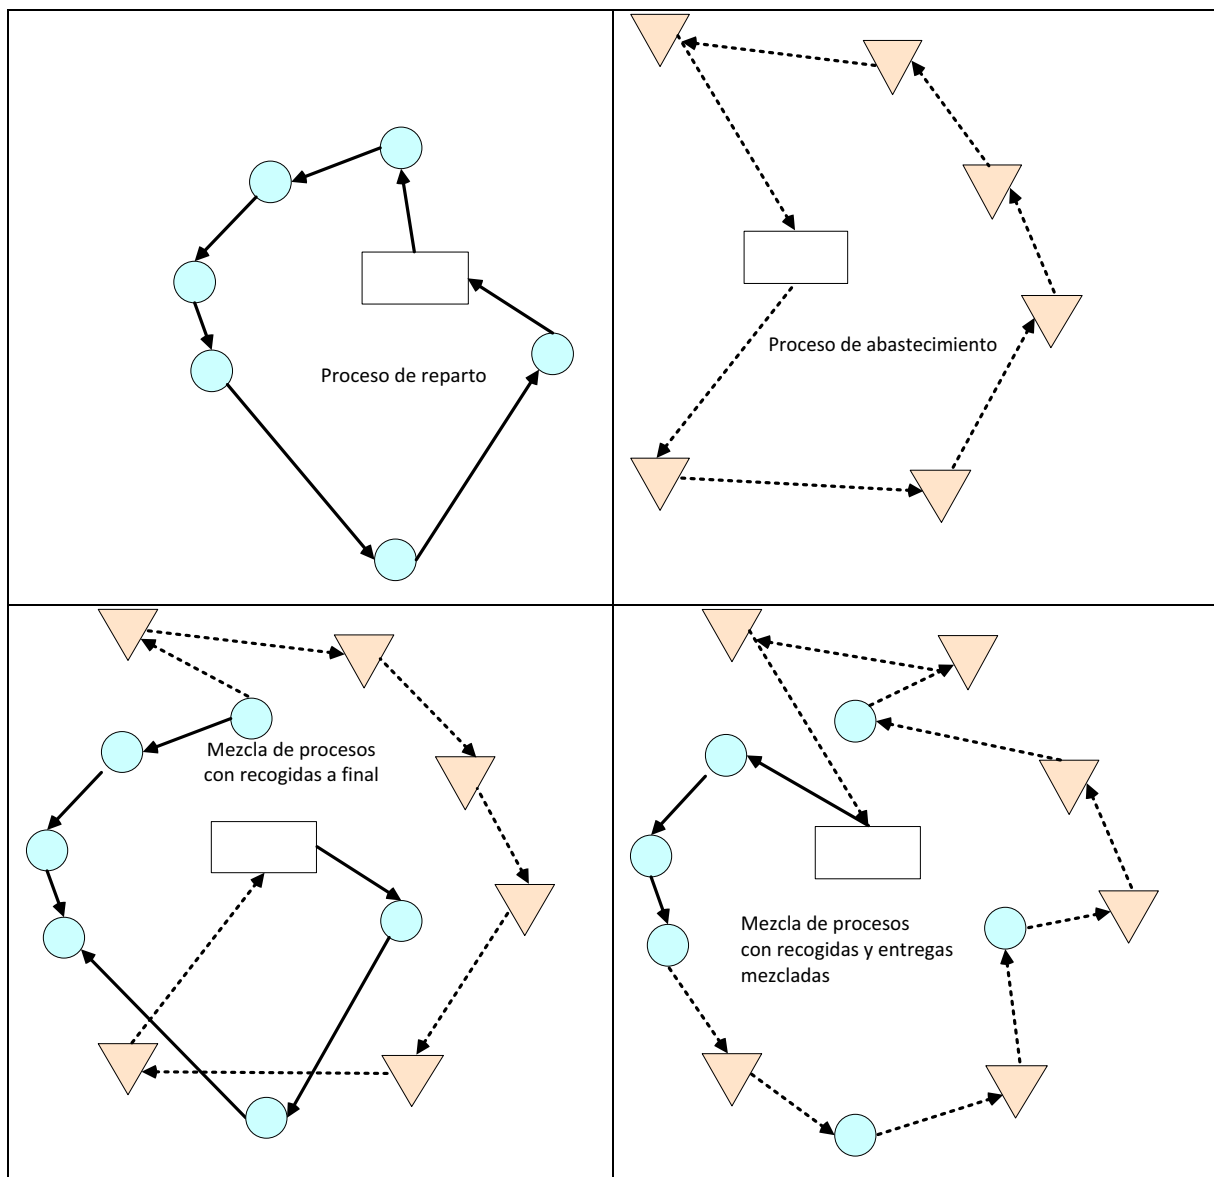 Proceso de reparto
Proceso de abastecimiento
Mezcla de procesos
con recogidas a final
Mezcla de procesos
con recogidas y entregas
mezcladas